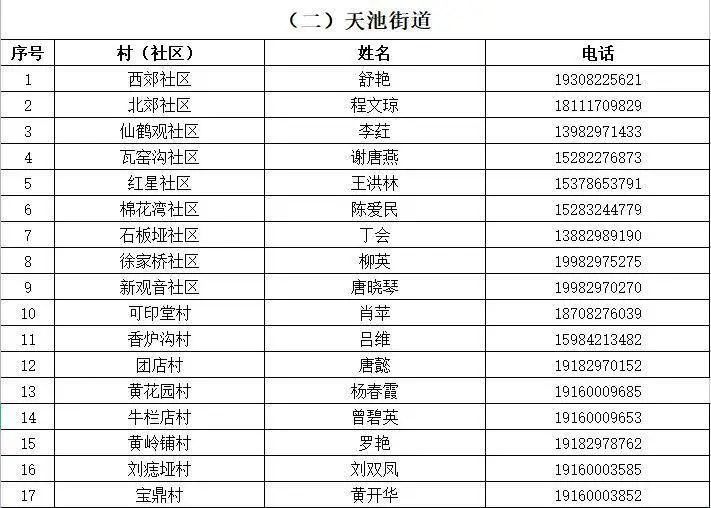 （二）天池街道
序号 村（社区） 姓名 电话
1 西郊社区 舒艳 19308225621
2 北郊社区 程文琼 18111709829
3 仙鹤观社区 李荭 13982971433
4 瓦窑沟社区 谢唐燕 15282276873
5 红星社区 王洪林 15378653791
6 棉花湾社区 陈爱民 15283244779
7 石板垭社区 丁会 13882989190
8 徐家桥社区 柳英 19982975275
9 新观音社区 唐晓琴 19982970270
10 可印堂村 肖苹 18708276039
11 香炉沟村 吕维 15984213482
12 团店村 唐懿 19182970152
13 黄花园村 杨春霞 19160009685
14 牛栏店村 曾碧英 19160009653
15 黄岭铺村 罗艳 19182978762
16 刘痣垭村 刘双凤 19160003585
17 宝鼎村 黄开华 19160003852